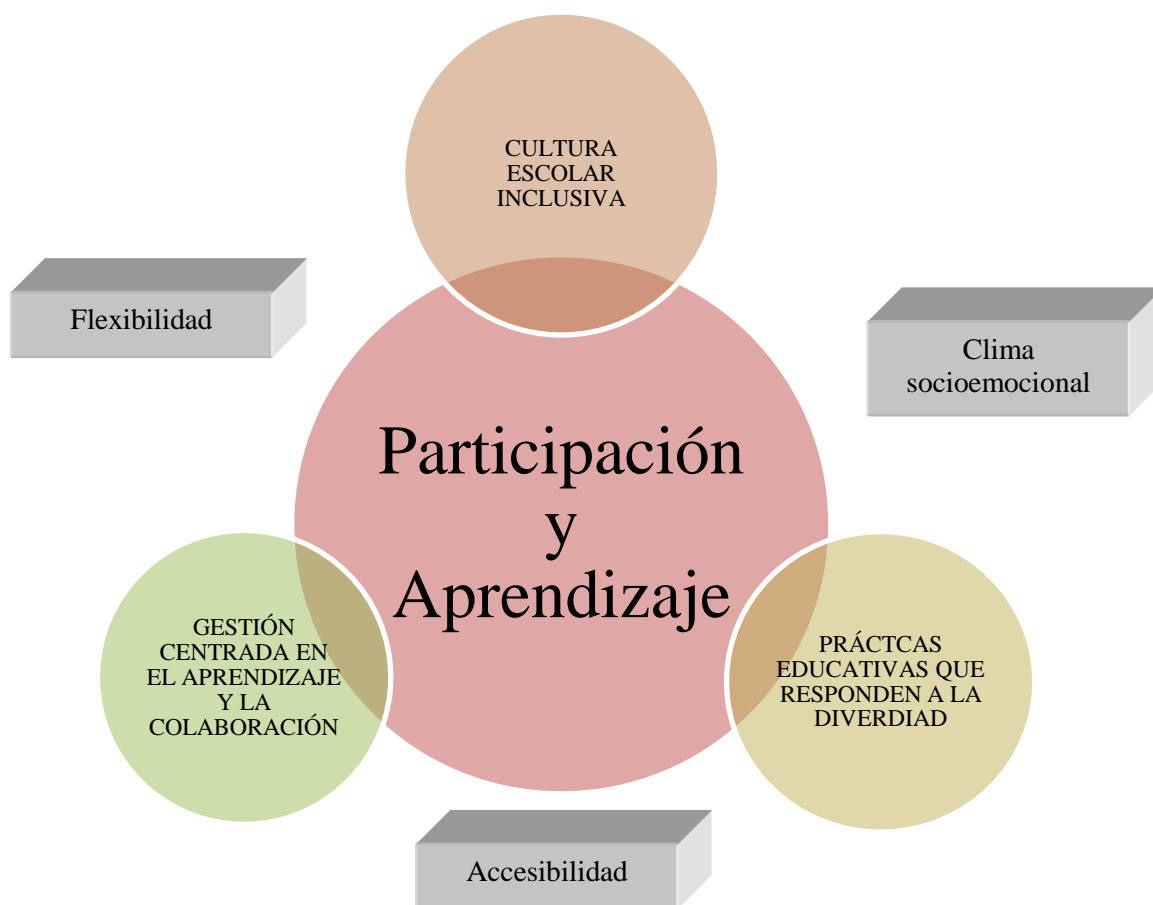 CULTURA
ESCOLAR
INCLUSIVA
Flexibilidad
Clima
socioemocional
Participación
y
Aprendizaje
GESTIÓN
CENTRADA EN
EL APRENDIZAJE
Y LA
COLABORACIÓN
PRÁCTCAS
EDUCATIVAS QUE
RESPONDEN A LA
DIVERDIAD
Accesibilidad